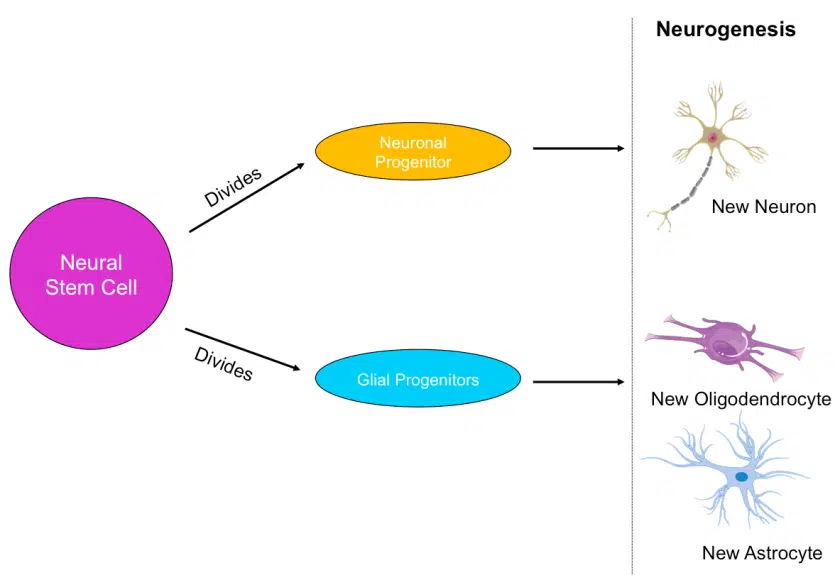 Neurogenesis
Neuronal
Progenitor
Divides
New Neuron
Neural
Stem Cell
Divides
Glial Progenitors
New Oligodendrocyte
New Astrocyte